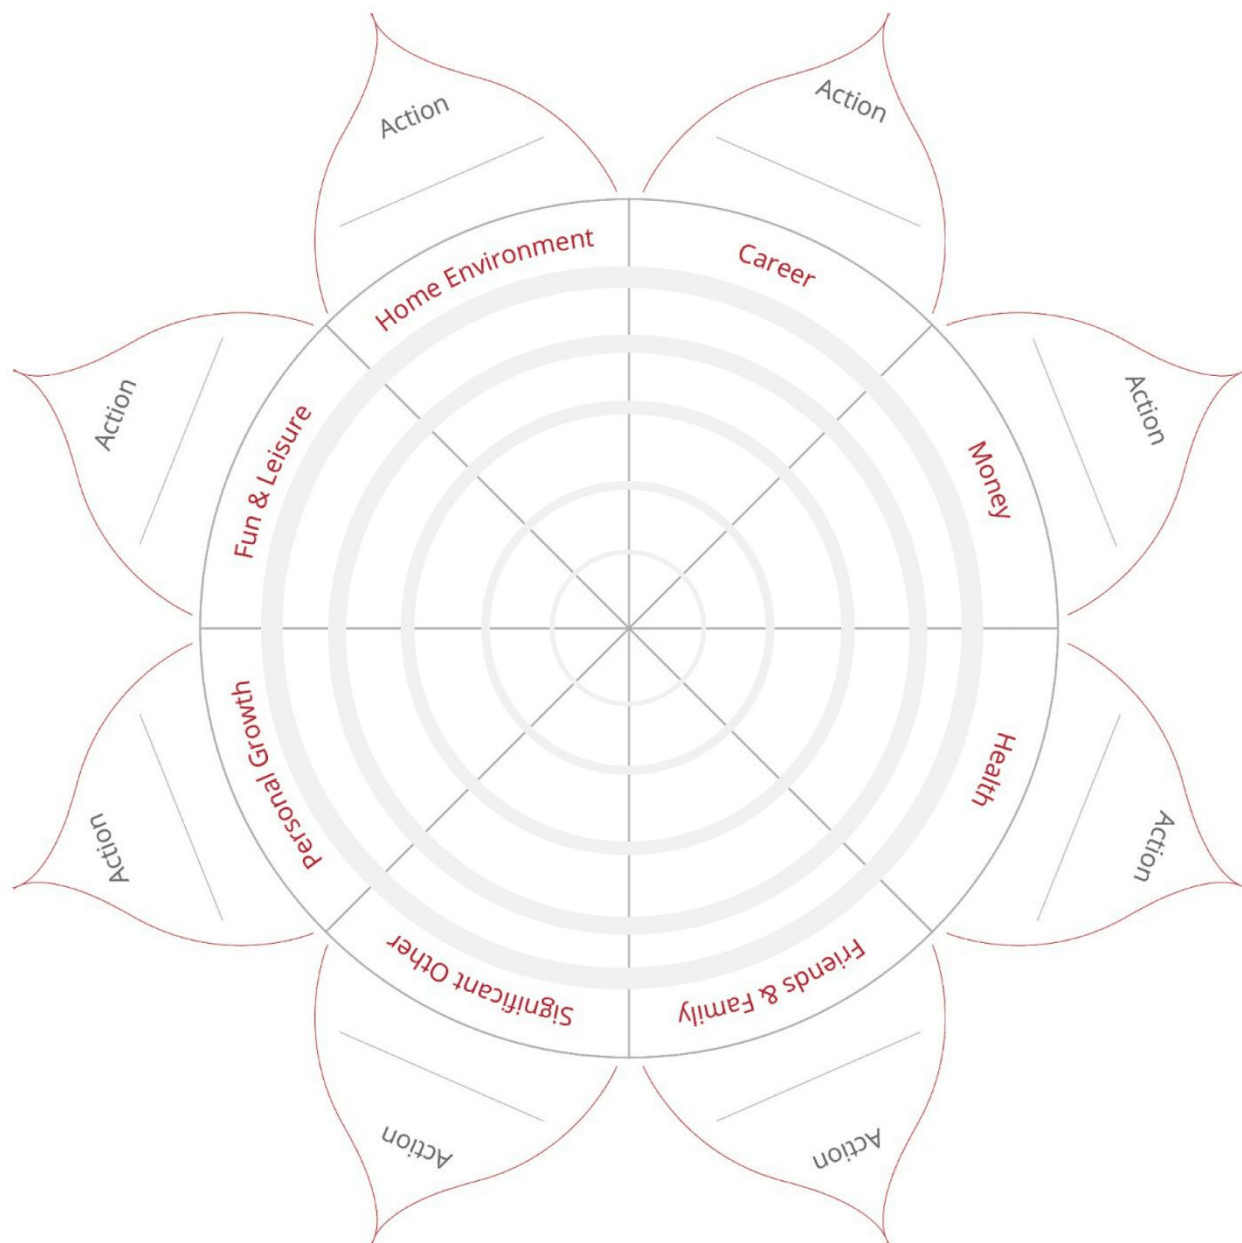 Action
Action
Home Environment
Career
Action
Action
Fun & Leisure
Money
Personal Growth
Health
Action
Action
Significant Other
Friends & Family
Action
Action